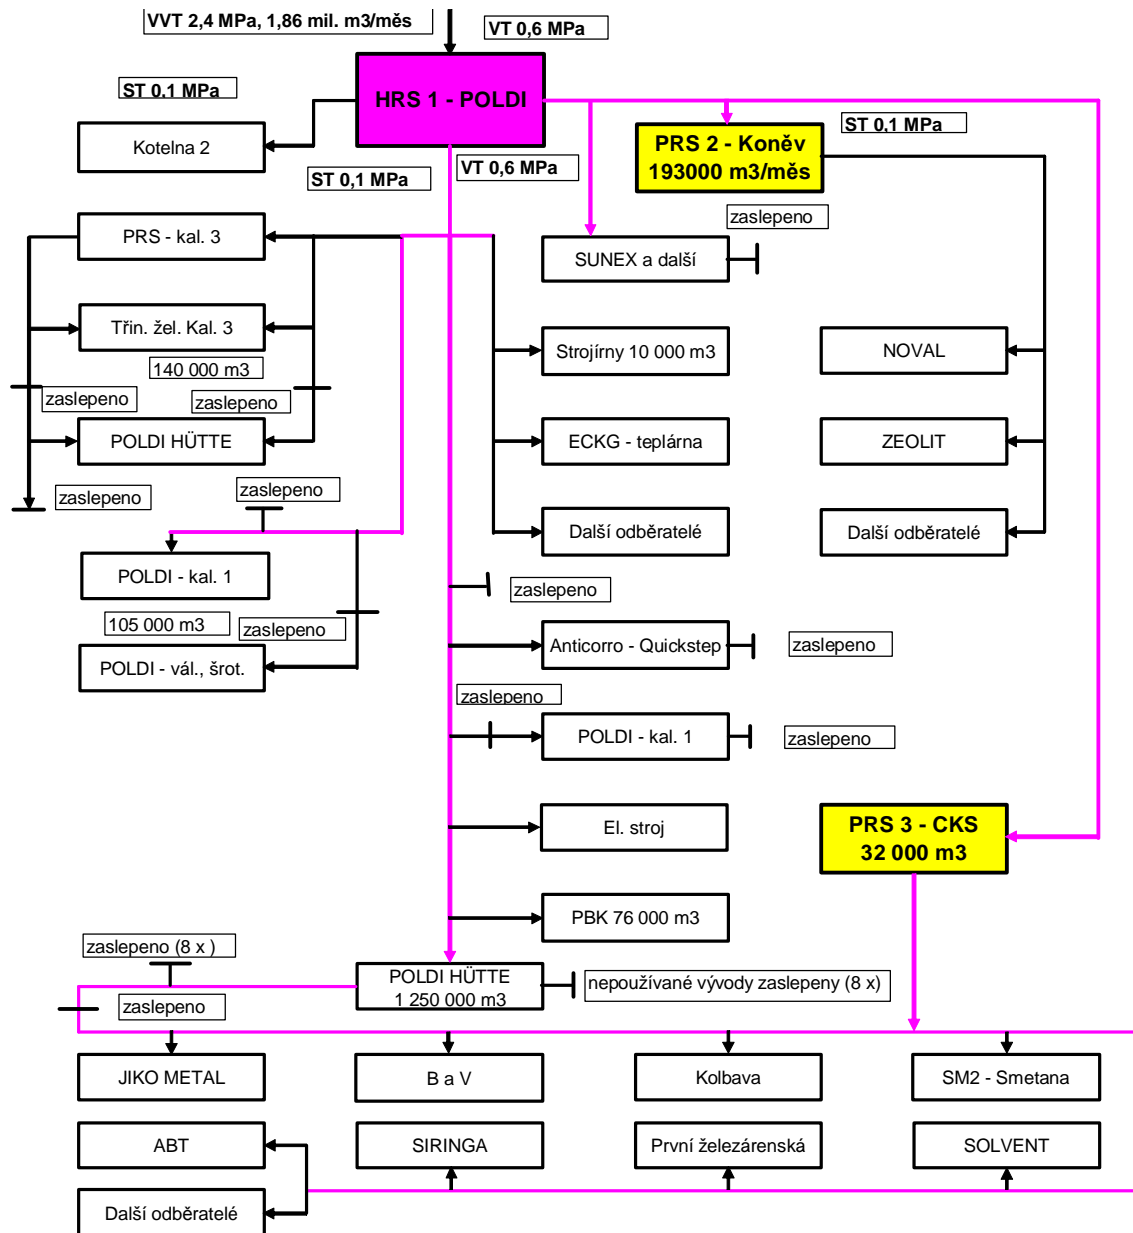 VVT 2,4 MPa, 1,86 mil. m3/měs
VT 0,6 MPa
ST 0,1 MPa
HRS 1 - POLDI
ST 0,1 MPa
Kotelna 2
PRS 2 - Koněv
193000 m3/měs
ST 0,1 MPa
VT 0,6 MPa
zaslepeno
PRS - kal. 3
SUNEX a další
Třin. žel. Kal. 3
Strojírny 10 000 m3
NOVAL
140 000 m3
zaslepeno
zaslepeno
POLDI HÜTTE
ECKG - teplárna
ZEOLIT
zaslepeno
zaslepeno
Další odběratelé
Další odběratelé
POLDI - kal. 1
zaslepeno
105 000 m3
zaslepeno
Anticorro - Quickstep
zaslepeno
POLDI - vál., šrot.
zaslepeno
POLDI - kal. 1
zaslepeno
El. stroj
PRS 3 - CKS
32 000 m3
PBK 76 000 m3
zaslepeno (8 x )
POLDI HÜTTE
1 250 000 m3
nepoužívané vývody zaslepeny (8 x)
zaslepeno
JIKO METAL
B a V
Kolbava
SM2 - Smetana
ABT
SIRINGA
První železárenská
SOLVENT
Další odběratelé